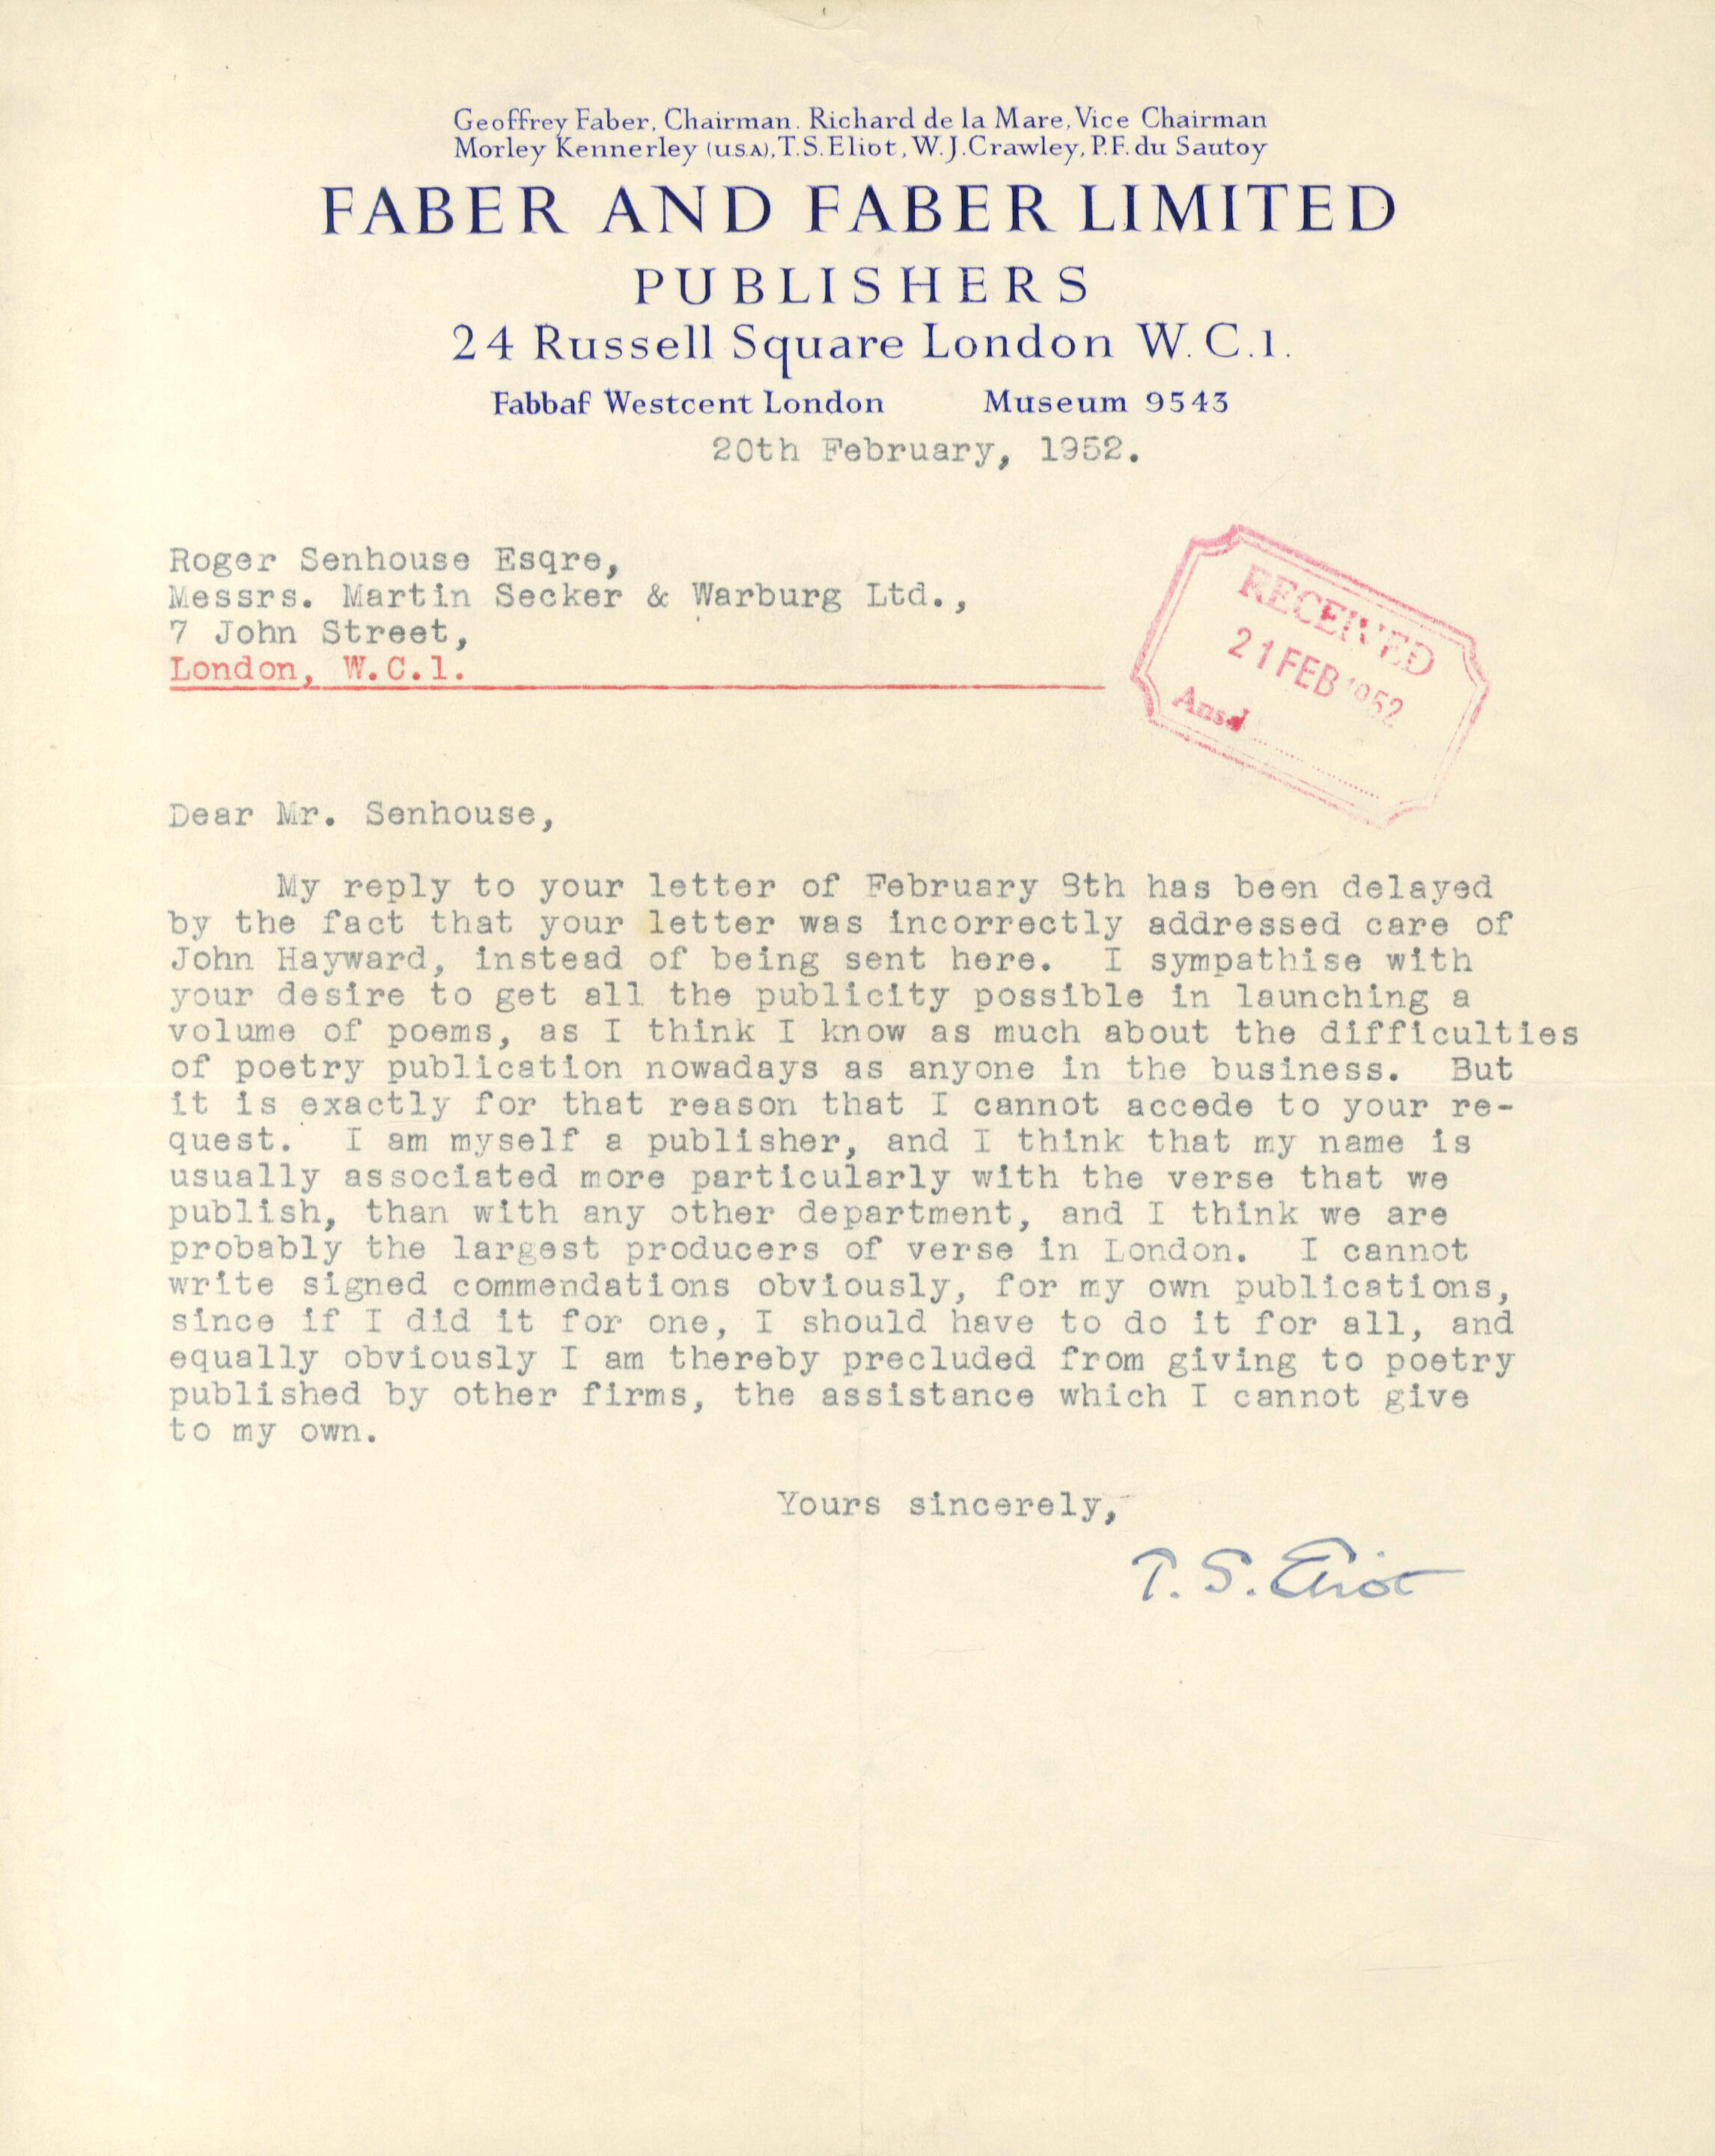 Geoffrey Faber, Chairman. Richard de la Mare, Vice Chairman
Morley Kennerley (USA), T.S. Eliot, W.J. Crawley, P.F. du Sautoy
FABER AND FABER LIMITED
PUBLISHERS
24 Russell Square London W.C.1.
Fabbaf Westcent London Museum 9543
20th February, 1952.
Roger Senhouse Esqre,
Messrs. Martin Secker & Warburg Ltd.,
7 John Street,
London, W.C.1.
RECEIVED
21 FEB 1952
Ansd
Dear Mr. Senhouse,
My reply to your letter of February 8th has been delayed
by the fact that your letter was incorrectly addressed care of
John Hayward, instead of being sent here. I sympathise with
your desire to get all the publicity possible in launching a
volume of poems, as I think I know as much about the difficulties
of poetry publication nowadays as anyone in the business. But
it is exactly for that reason that I cannot accede to your re-
quest. I am myself a publisher, and I think that my name is
usually associated more particularly with the verse that we
publish, than with any other department, and I think we are
probably the largest producers of verse in London. I cannot
write signed commendations obviously, for my own publications,
since if I did it for one, I should have to do it for all, and
equally obviously I am thereby precluded from giving to poetry
published by other firms, the assistance which I cannot give
to my own.
Yours sincerely,
T. S. Eliot